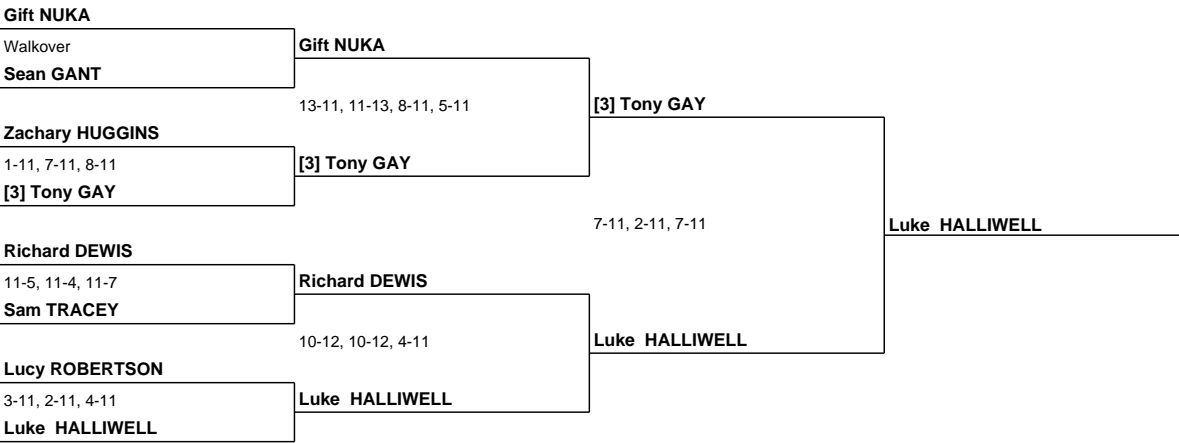 Gift NUKA
Walkover
Sean GANT
Gift NUKA
13-11, 11-13, 8-11, 5-11
Zachary HUGGINS
1-11, 7-11, 8-11
[3] Tony GAY
[3] Tony GAY
[3] Tony GAY
7-11, 2-11, 7-11
Luke HALLIWELL
Richard DEWIS
11-5, 11-4, 11-7
Sam TRACEY
Richard DEWIS
10-12, 10-12, 4-11
Lucy ROBERTSON
3-11, 2-11, 4-11
Luke HALLIWELL
Luke HALLIWELL
Luke HALLIWELL